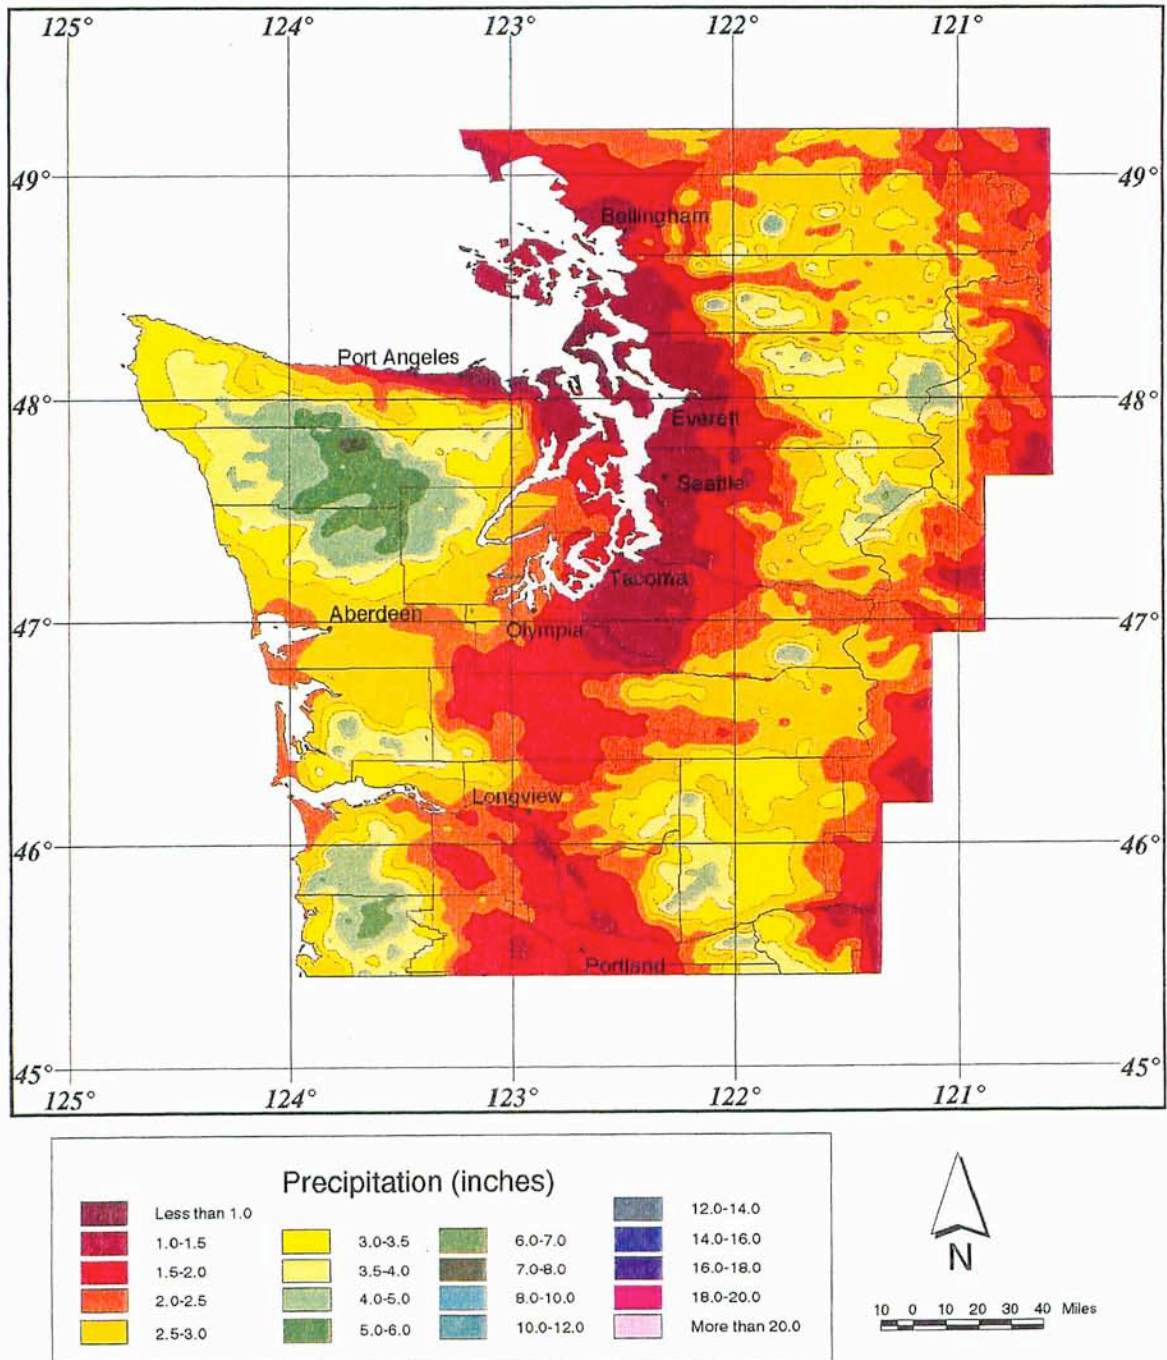 125° 124° 123° 122° 121°
49° 49°
Bellingham
Port Angeles
48° 48°
Everett
Seattle
Tacoma
Aberdeen
47° 47°
Olympia
Longview
46° 46°
Portland
45° 45°
125° 124° 123° 122° 121°
Precipitation (inches)
Less than 1.0
1.0-1.5
1.5-2.0
2.0-2.5
2.5-3.0
3.0-3.5
3.5-4.0
4.0-5.0
5.0-6.0
6.0-7.0
7.0-8.0
8.0-10.0
10.0-12.0
12.0-14.0
14.0-16.0
16.0-18.0
18.0-20.0
More than 20.0
N
10 0 10 20 30 40 Miles